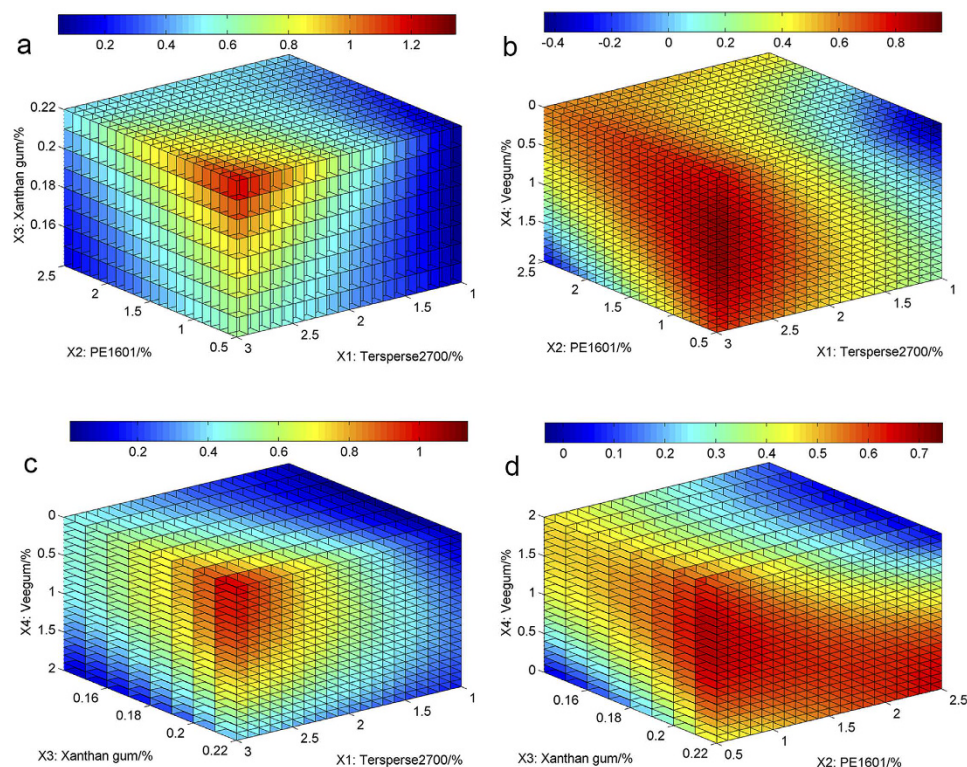 a
0.2 0.4 0.6 0.8 1 1.2
0.22
0.2
0.18
0.16
X3: Xanthan gum/%
2.5 2 1.5 1 0.5
X2: PE1601/%
3 2.5 2 1.5 1
X1: Tersperse2700/%
b
-0.4 -0.2 0 0.2 0.4 0.6 0.8
0
0.5
1
1.5
2
X4: Veegum/%
2.5 2 1.5 1 0.5
X2: PE1601/%
3 2.5 2 1.5 1
X1: Tersperse2700/%
c
0.2 0.4 0.6 0.8 1
0
0.5
1
1.5
2
X4: Veegum/%
0.16 0.18 0.2 0.22
X3: Xanthan gum/%
3 2.5 2 1.5 1
X1: Tersperse2700/%
d
0 0.1 0.2 0.3 0.4 0.5 0.6 0.7
2
1.5
1
0.5
0
X4: Veegum/%
0.16 0.18 0.2 0.22
X3: Xanthan gum/%
0.5 1 1.5 2 2.5
X2: PE1601/%